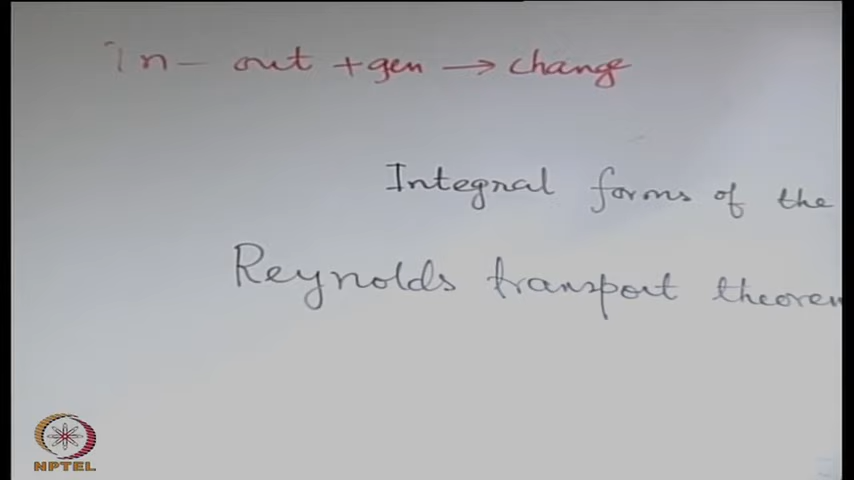 In - out + gen → change
Integral forms of the
Reynolds transport theorem
NPTEL